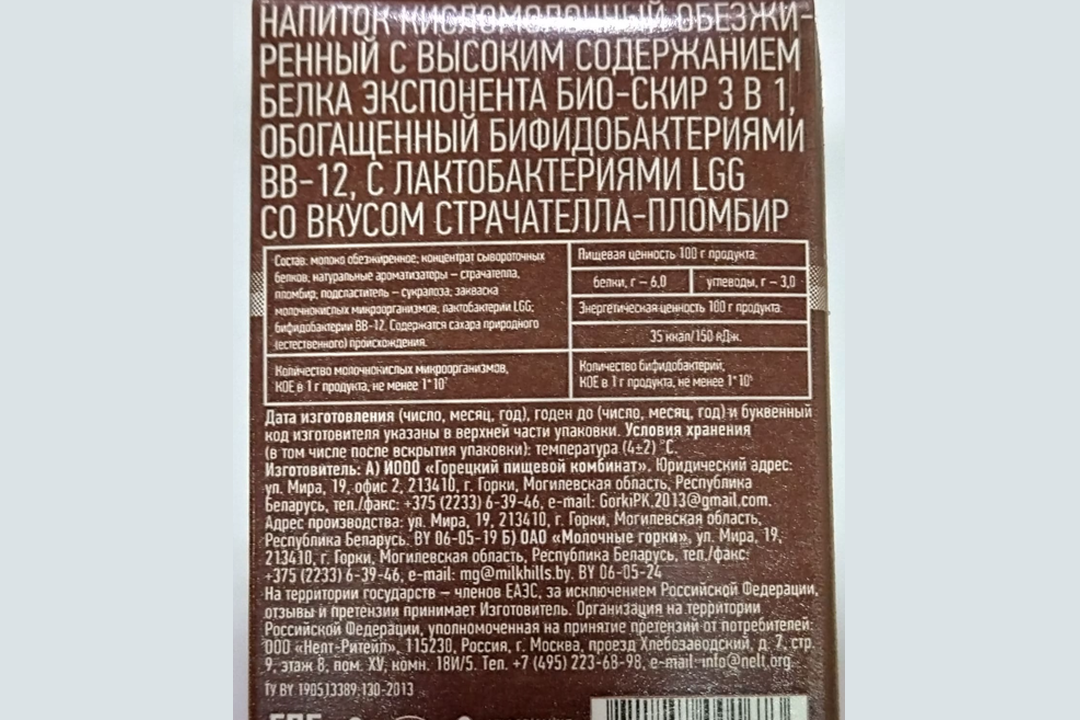 НАПИТОК КИСЛОМОЛОЧНЫЙ ОБЕЗЖИ-
РЕННЫЙ С ВЫСОКИМ СОДЕРЖАНИЕМ
БЕЛКА ЭКСПОНЕНТА БИО-СКИР 3 В 1,
ОБОГАЩЕННЫЙ БИФИДОБАКТЕРИЯМИ
BB-12, С ЛАКТОБАКТЕРИЯМИ LGG
СО ВКУСОМ СТРАЧАТЕЛЛА-ПЛОМБИР
Состав: молоко обезжиренное, концентрат сывороточных
белков, натуральные ароматизаторы – страчателла,
пломбир; подсластитель – сукралоза; закваска
молочнокислых микроорганизмов; лактобактерии LGG;
бифидобактерии BB-12. Содержатся сахара природного
(естественного) происхождения.
Количество молочнокислых микроорганизмов,
КОЕ в 1 г продукта, не менее 1*10⁷
Пищевая ценность 100 г продукта:
белки, г – 6,0
углеводы, г – 3,0
Энергетическая ценность 100 г продукта:
35 ккал/150 кДж.
Количество бифидобактерий,
КОЕ в 1 г продукта, не менее 1*10⁶
Дата изготовления (число, месяц, год), годен до (число, месяц, год) и буквенный
код изготовителя указаны в верхней части упаковки. Условия хранения
(в том числе после вскрытия упаковки): температура (4±2) °C.
Изготовитель: А) ИООО «Горецкий пищевой комбинат». Юридический адрес:
ул. Мира, 19, офис 2, 213410, г. Горки, Могилевская область, Республика
Беларусь, тел./факс: +375 (2233) 6-39-46, e-mail: GorkiPK.2013@gmail.com.
Адрес производства: ул. Мира, 19, 213410, г. Горки, Могилевская область,
Республика Беларусь. BY 06-05-19 Б) ОАО «Молочные горки», ул. Мира, 19,
213410, г. Горки, Могилевская область, Республика Беларусь, тел./факс:
+375 (2233) 6-39-46, e-mail: mg@milkhills.by. BY 06-05-24
На территории государств – членов ЕАЭС, за исключением Российской Федерации,
отзывы и претензии принимает Изготовитель. Организация на территории
Российской Федерации, уполномоченная на принятие претензий от потребителей:
ООО «Нелт-Ритейл», 115230, Россия, г. Москва, проезд Хлебозаводский, д. 7, стр.
9, этаж 8, пом. XV, комн. 18И/5. Тел. +7 (495) 223-68-98, e-mail: info@nelt.org
ТУ BY 190513389.130-2013